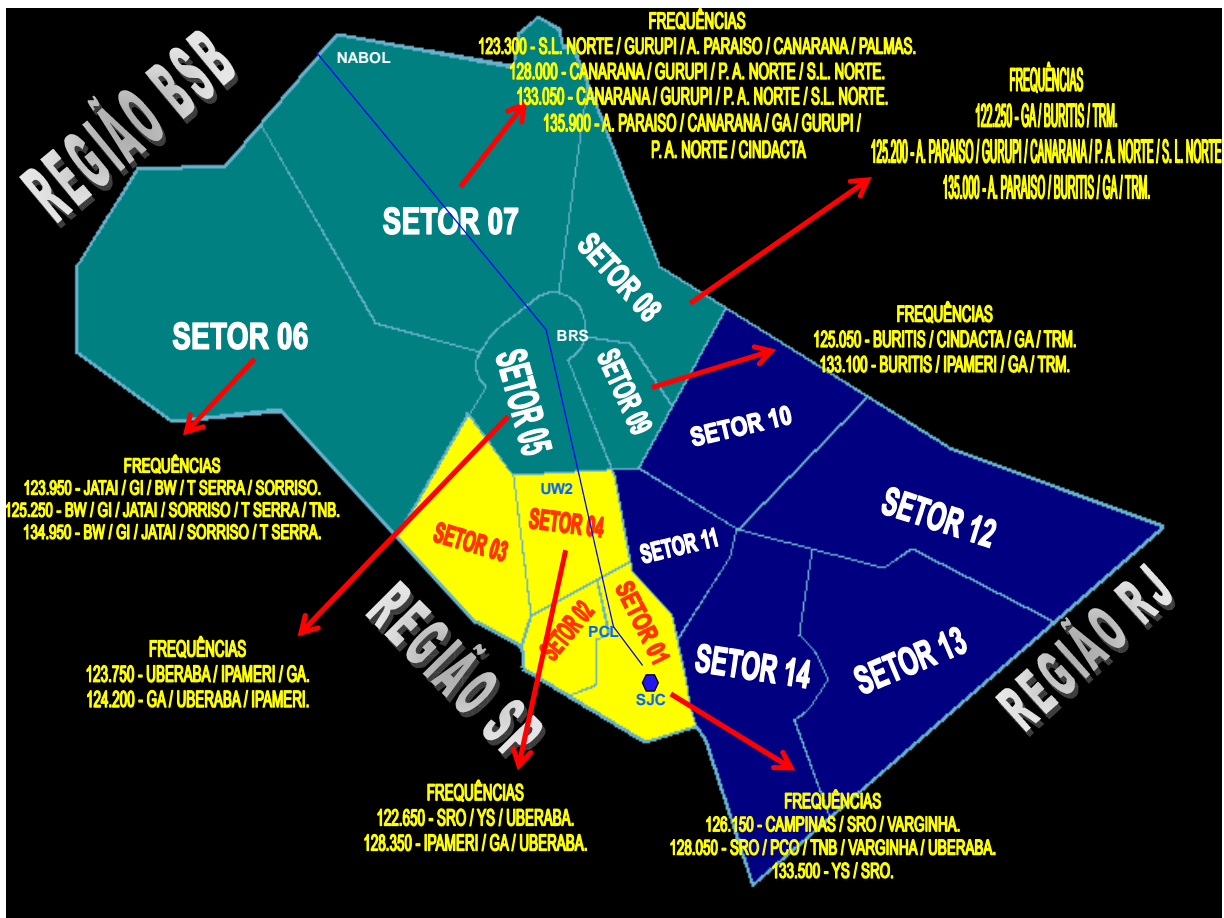 FREQUÊNCIAS
123.300 - S.L. NORTE / GURUPI / A. PARAISO / CANARANA / PALMAS.
128.000 - CANARANA / GURUPI / P. A. NORTE / S.L. NORTE.
133.050 - CANARANA / GURUPI / P. A. NORTE / S.L. NORTE.
135.900 - A. PARAISO / CANARANA / GA / GURUPI /
P. A. NORTE / CINDACTA
NABOL
REGIÃO BSB
FREQUÊNCIAS
122.250 - GA / BURITIS / TRM.
125.200 - A. PARAISO / GURUPI / CANARANA / P. A. NORTE / S. L. NORTE
135.000 - A. PARAISO / BURITIS / GA / TRM.
SETOR 07
SETOR 08
SETOR 06
BRS
FREQUÊNCIAS
125.050 - BURITIS / CINDACTA / GA / TRM.
133.100 - BURITIS / IPAMERI / GA / TRM.
SETOR 05
SETOR 09
SETOR 10
FREQUÊNCIAS
123.950 - JATAI / GI / BW / T SERRA / SORRISO.
125.250 - BW / GI / JATAI / SORRISO / T SERRA / TNB.
134.950 - BW / GI / JATAI / SORRISO / T SERRA.
UW2
SETOR 04
SETOR 03
SETOR 11
SETOR 12
SETOR 02
PCL
SETOR 01
SETOR 14
SETOR 13
SJC
REGIÃO SP
REGIÃO RJ
FREQUÊNCIAS
123.750 - UBERABA / IPAMERI / GA.
124.200 - GA / UBERABA / IPAMERI.
FREQUÊNCIAS
122.650 - SRO / YS / UBERABA.
128.350 - IPAMERI / GA / UBERABA.
FREQUÊNCIAS
126.150 - CAMPINAS / SRO / VARGINHA.
128.050 - SRO / PCO / TNB / VARGINHA / UBERABA.
133.500 - YS / SRO.